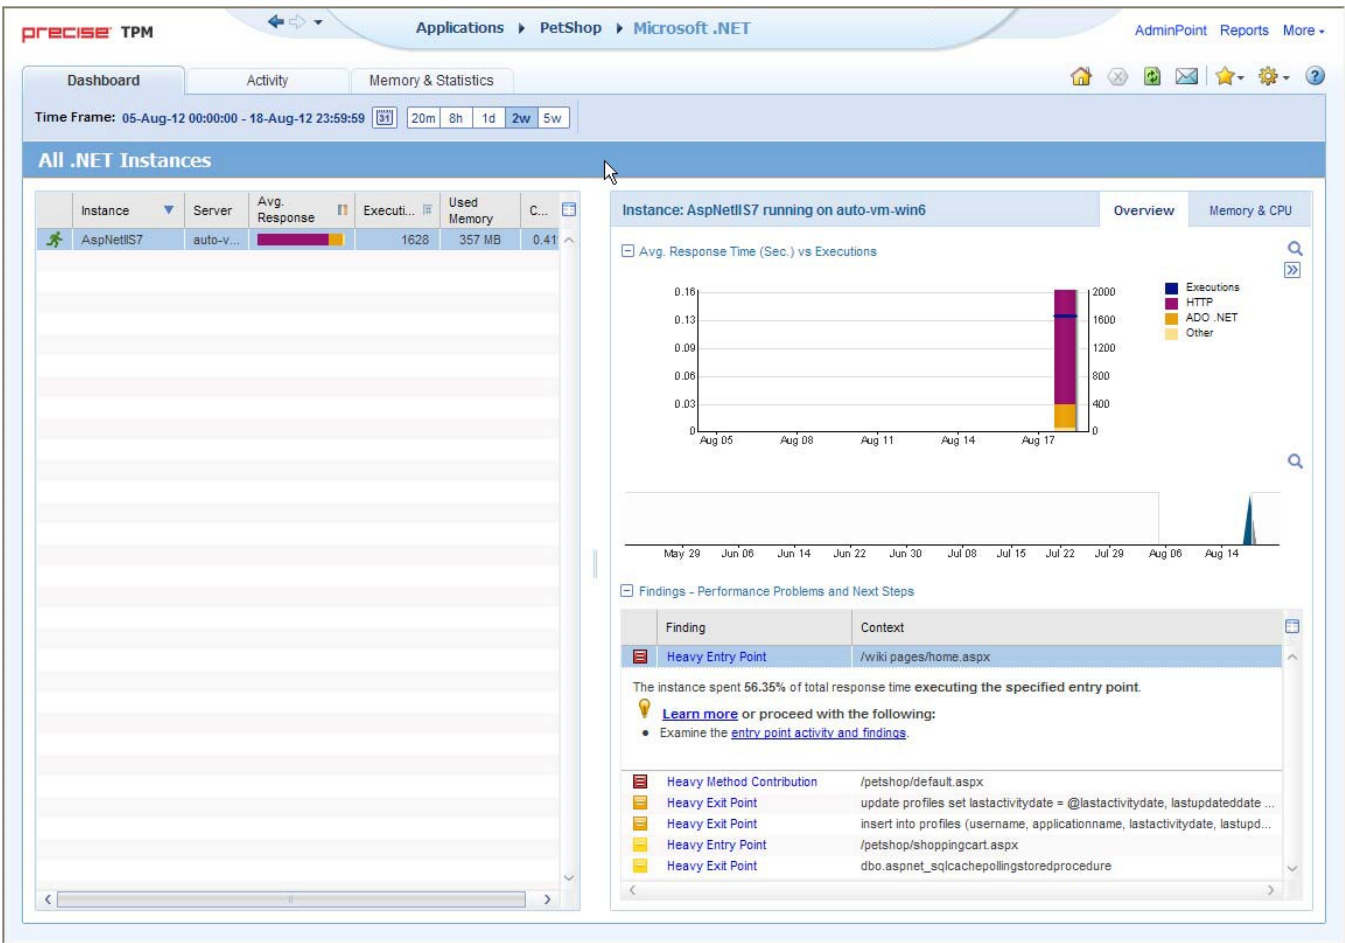 precise TPM
Applications PetShop Microsoft .NET
AdminPoint Reports More
Dashboard Activity Memory & Statistics
Time Frame: 05-Aug-12 00:00:00 - 18-Aug-12 23:59:59 31 20m 8h 1d 2w 5w
All .NET Instances
Instance Server Avg. Response Executi... Used Memory C...
AspNetIIS7 auto-v... 1628 357 MB 0.41
Instance: AspNetIIS7 running on auto-vm-win6 Overview Memory & CPU
Avg. Response Time (Sec.) vs Executions
0.16 2000
0.13 1600
0.09 1200
0.06 800
0.03 400
0 0
Aug 05 Aug 08 Aug 11 Aug 14 Aug 17
Executions
HTTP
ADO .NET
Other
May 29 Jun 06 Jun 14 Jun 22 Jun 30 Jul 08 Jul 15 Jul 22 Jul 29 Aug 06 Aug 14
Findings - Performance Problems and Next Steps
Finding Context
Heavy Entry Point /wiki pages/home.aspx
The instance spent 56.35% of total response time executing the specified entry point.
Learn more or proceed with the following:
• Examine the entry point activity and findings.
Heavy Method Contribution /petshop/default.aspx
Heavy Exit Point update profiles set lastactivitydate = @lastactivitydate, lastupdateddate ...
Heavy Exit Point insert into profiles (username, applicationname, lastactivitydate, lastupd...
Heavy Entry Point /petshop/shoppingcart.aspx
Heavy Exit Point dbo.aspnet_sqlcachepollingstoredprocedure